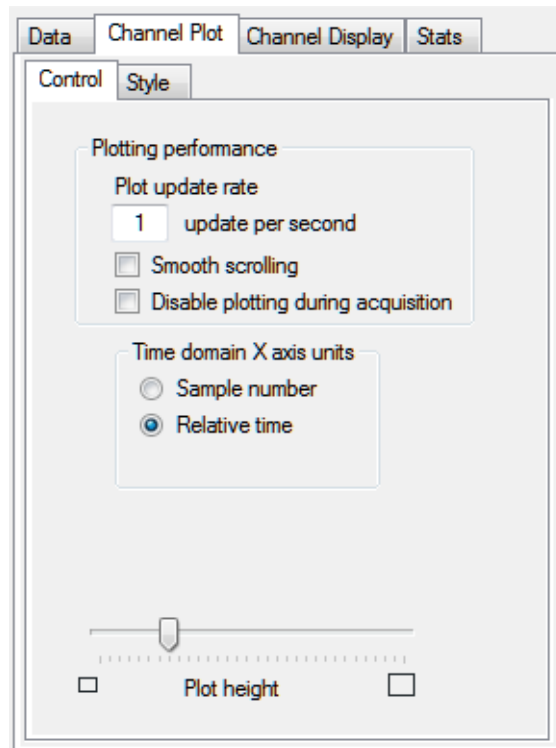 Data Channel Plot Channel Display Stats
Control Style
Plotting performance
Plot update rate
1 update per second
Smooth scrolling
Disable plotting during acquisition
Time domain X axis units
Sample number
Relative time
Plot height